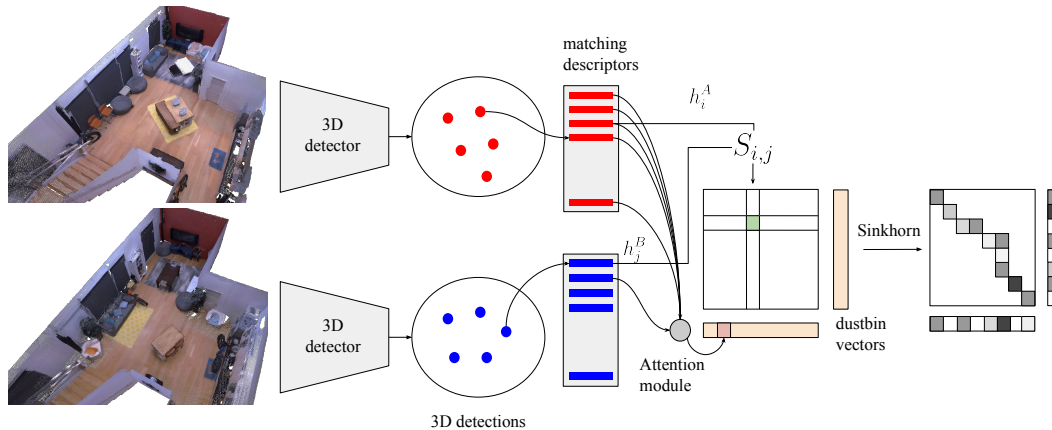 matching
descriptors
3D
detector
$h_i^A$
$S_{i,j}$
Sinkhorn
$h_j^B$
3D
detector
dustbin
vectors
Attention
module
3D detections